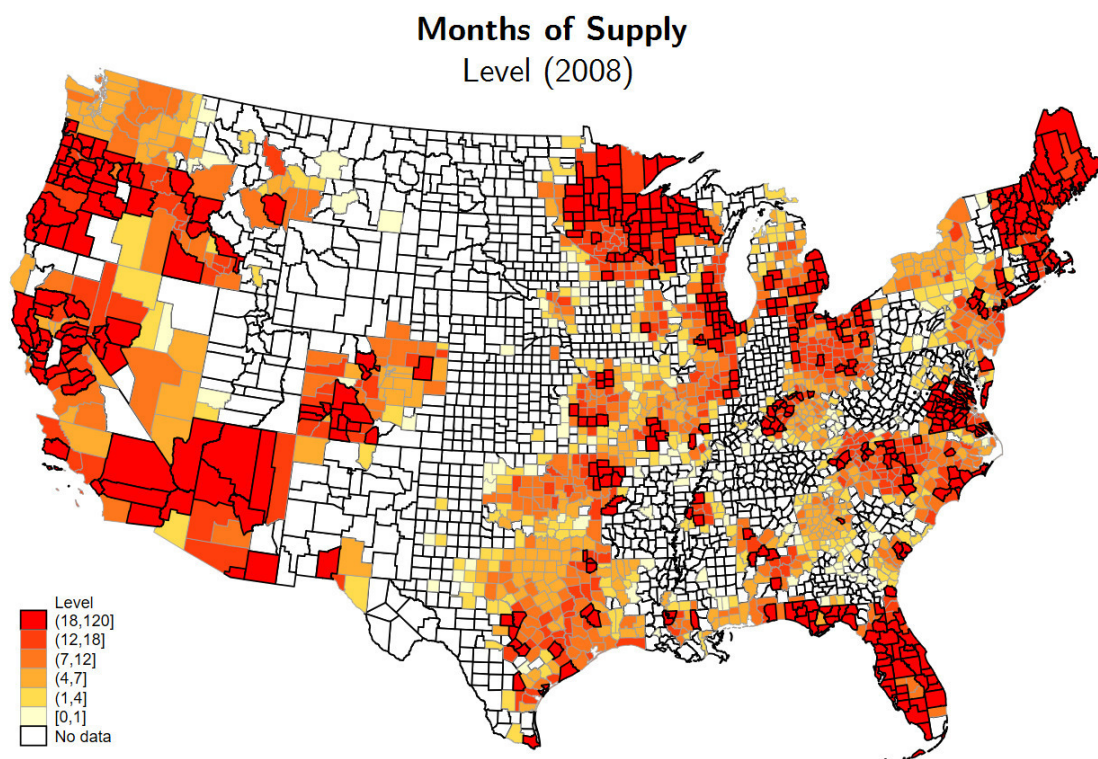 Months of Supply
Level (2008)
Level
(18,120]
(12,18]
(7,12]
(4,7]
(1,4]
[0,1]
No data